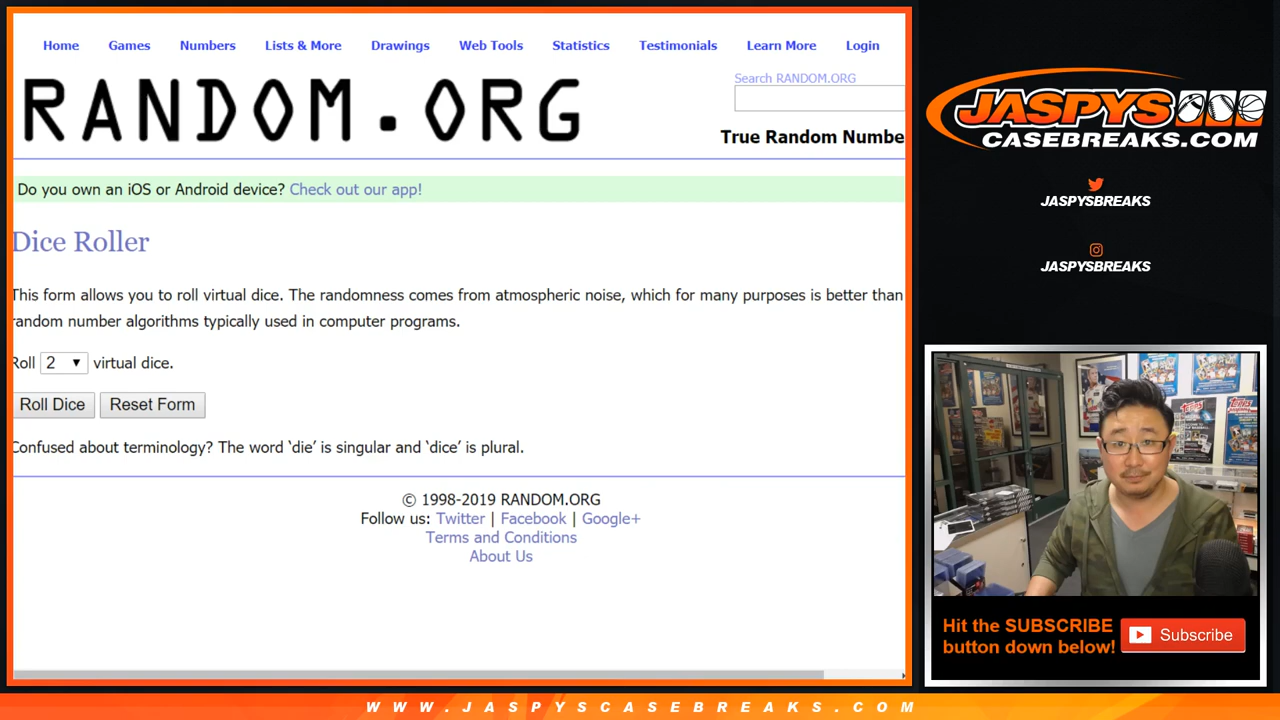 Home Games Numbers Lists & More Drawings Web Tools Statistics Testimonials Learn More Login
RANDOM.ORG
Search RANDOM.ORG
True Random Numbe
Do you own an iOS or Android device? Check out our app!
Dice Roller
This form allows you to roll virtual dice. The randomness comes from atmospheric noise, which for many purposes is better than
random number algorithms typically used in computer programs.
Roll 2 virtual dice.
Roll Dice Reset Form
Confused about terminology? The word ‘die’ is singular and ‘dice’ is plural.
© 1998-2019 RANDOM.ORG
Follow us: Twitter | Facebook | Google+
Terms and Conditions
About Us
JASPYS
CASEBREAKS.COM
JASPYSBREAKS
JASPYSBREAKS
Topps
Hit the SUBSCRIBE
button down below!
Subscribe
WWW.JASPYSCASEBREAKS.COM